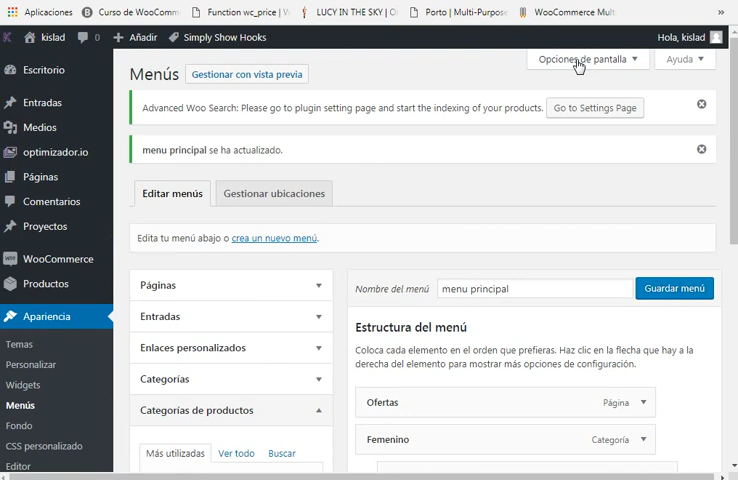 Aplicaciones Curso de WooComm Function wc_price | W LUCY IN THE SKY | O Porto | Multi-Purpose WooCommerce Mult »
kislad 0 + Añadir Simply Show Hooks Hola, kislad
Opciones de pantalla ▼ Ayuda ▼
Escritorio
Entradas
Medios
optimizador.io
Páginas
Comentarios
Proyectos
WooCommerce
Productos
Apariencia
Temas
Personalizar
Widgets
Menús
Fondo
CSS personalizado
Editor
Menús Gestionar con vista previa
Advanced Woo Search: Please go to plugin setting page and start the indexing of your products. Go to Settings Page
menu principal se ha actualizado.
Editar menús Gestionar ubicaciones
Edita tu menú abajo o crea un nuevo menú.
Páginas
Entradas
Enlaces personalizados
Categorías
Categorías de productos
Más utilizadas Ver todo Buscar
Nombre del menú menu principal Guardar menú
Estructura del menú
Coloca cada elemento en el orden que prefieras. Haz clic en la flecha que hay a la
derecha del elemento para mostrar más opciones de configuración.
Ofertas Página
Femenino Categoría